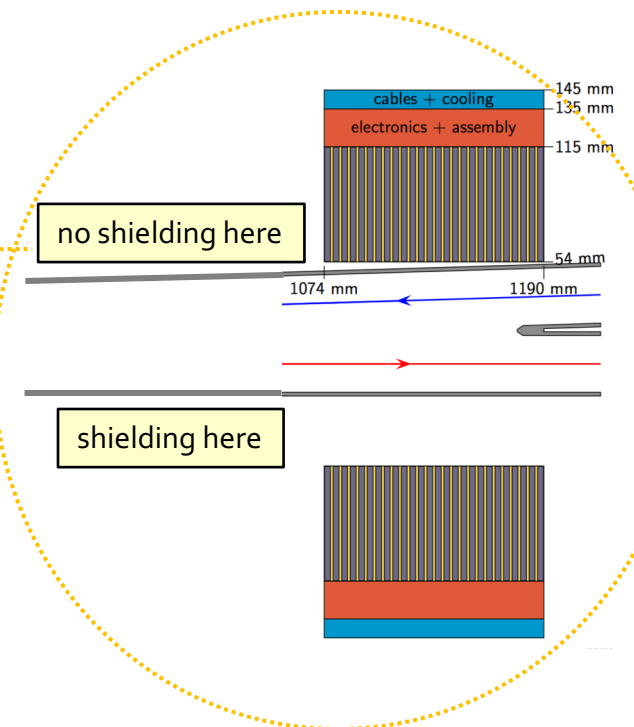 145 mm
cables + cooling
135 mm
electronics + assembly
115 mm
no shielding here
54 mm
1074 mm
1190 mm
shielding here